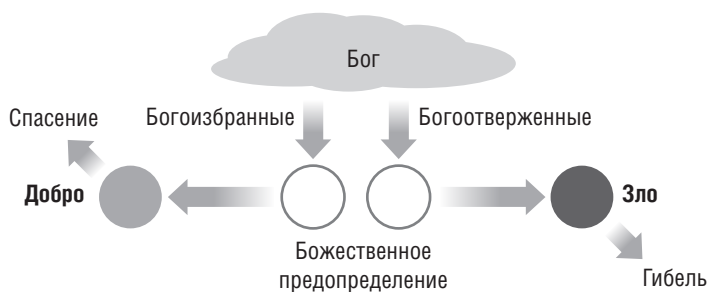 Бог
Спасение
Богоизбранные
Богоотверженные
Добро
Зло
Божественное
предопределение
Гибель